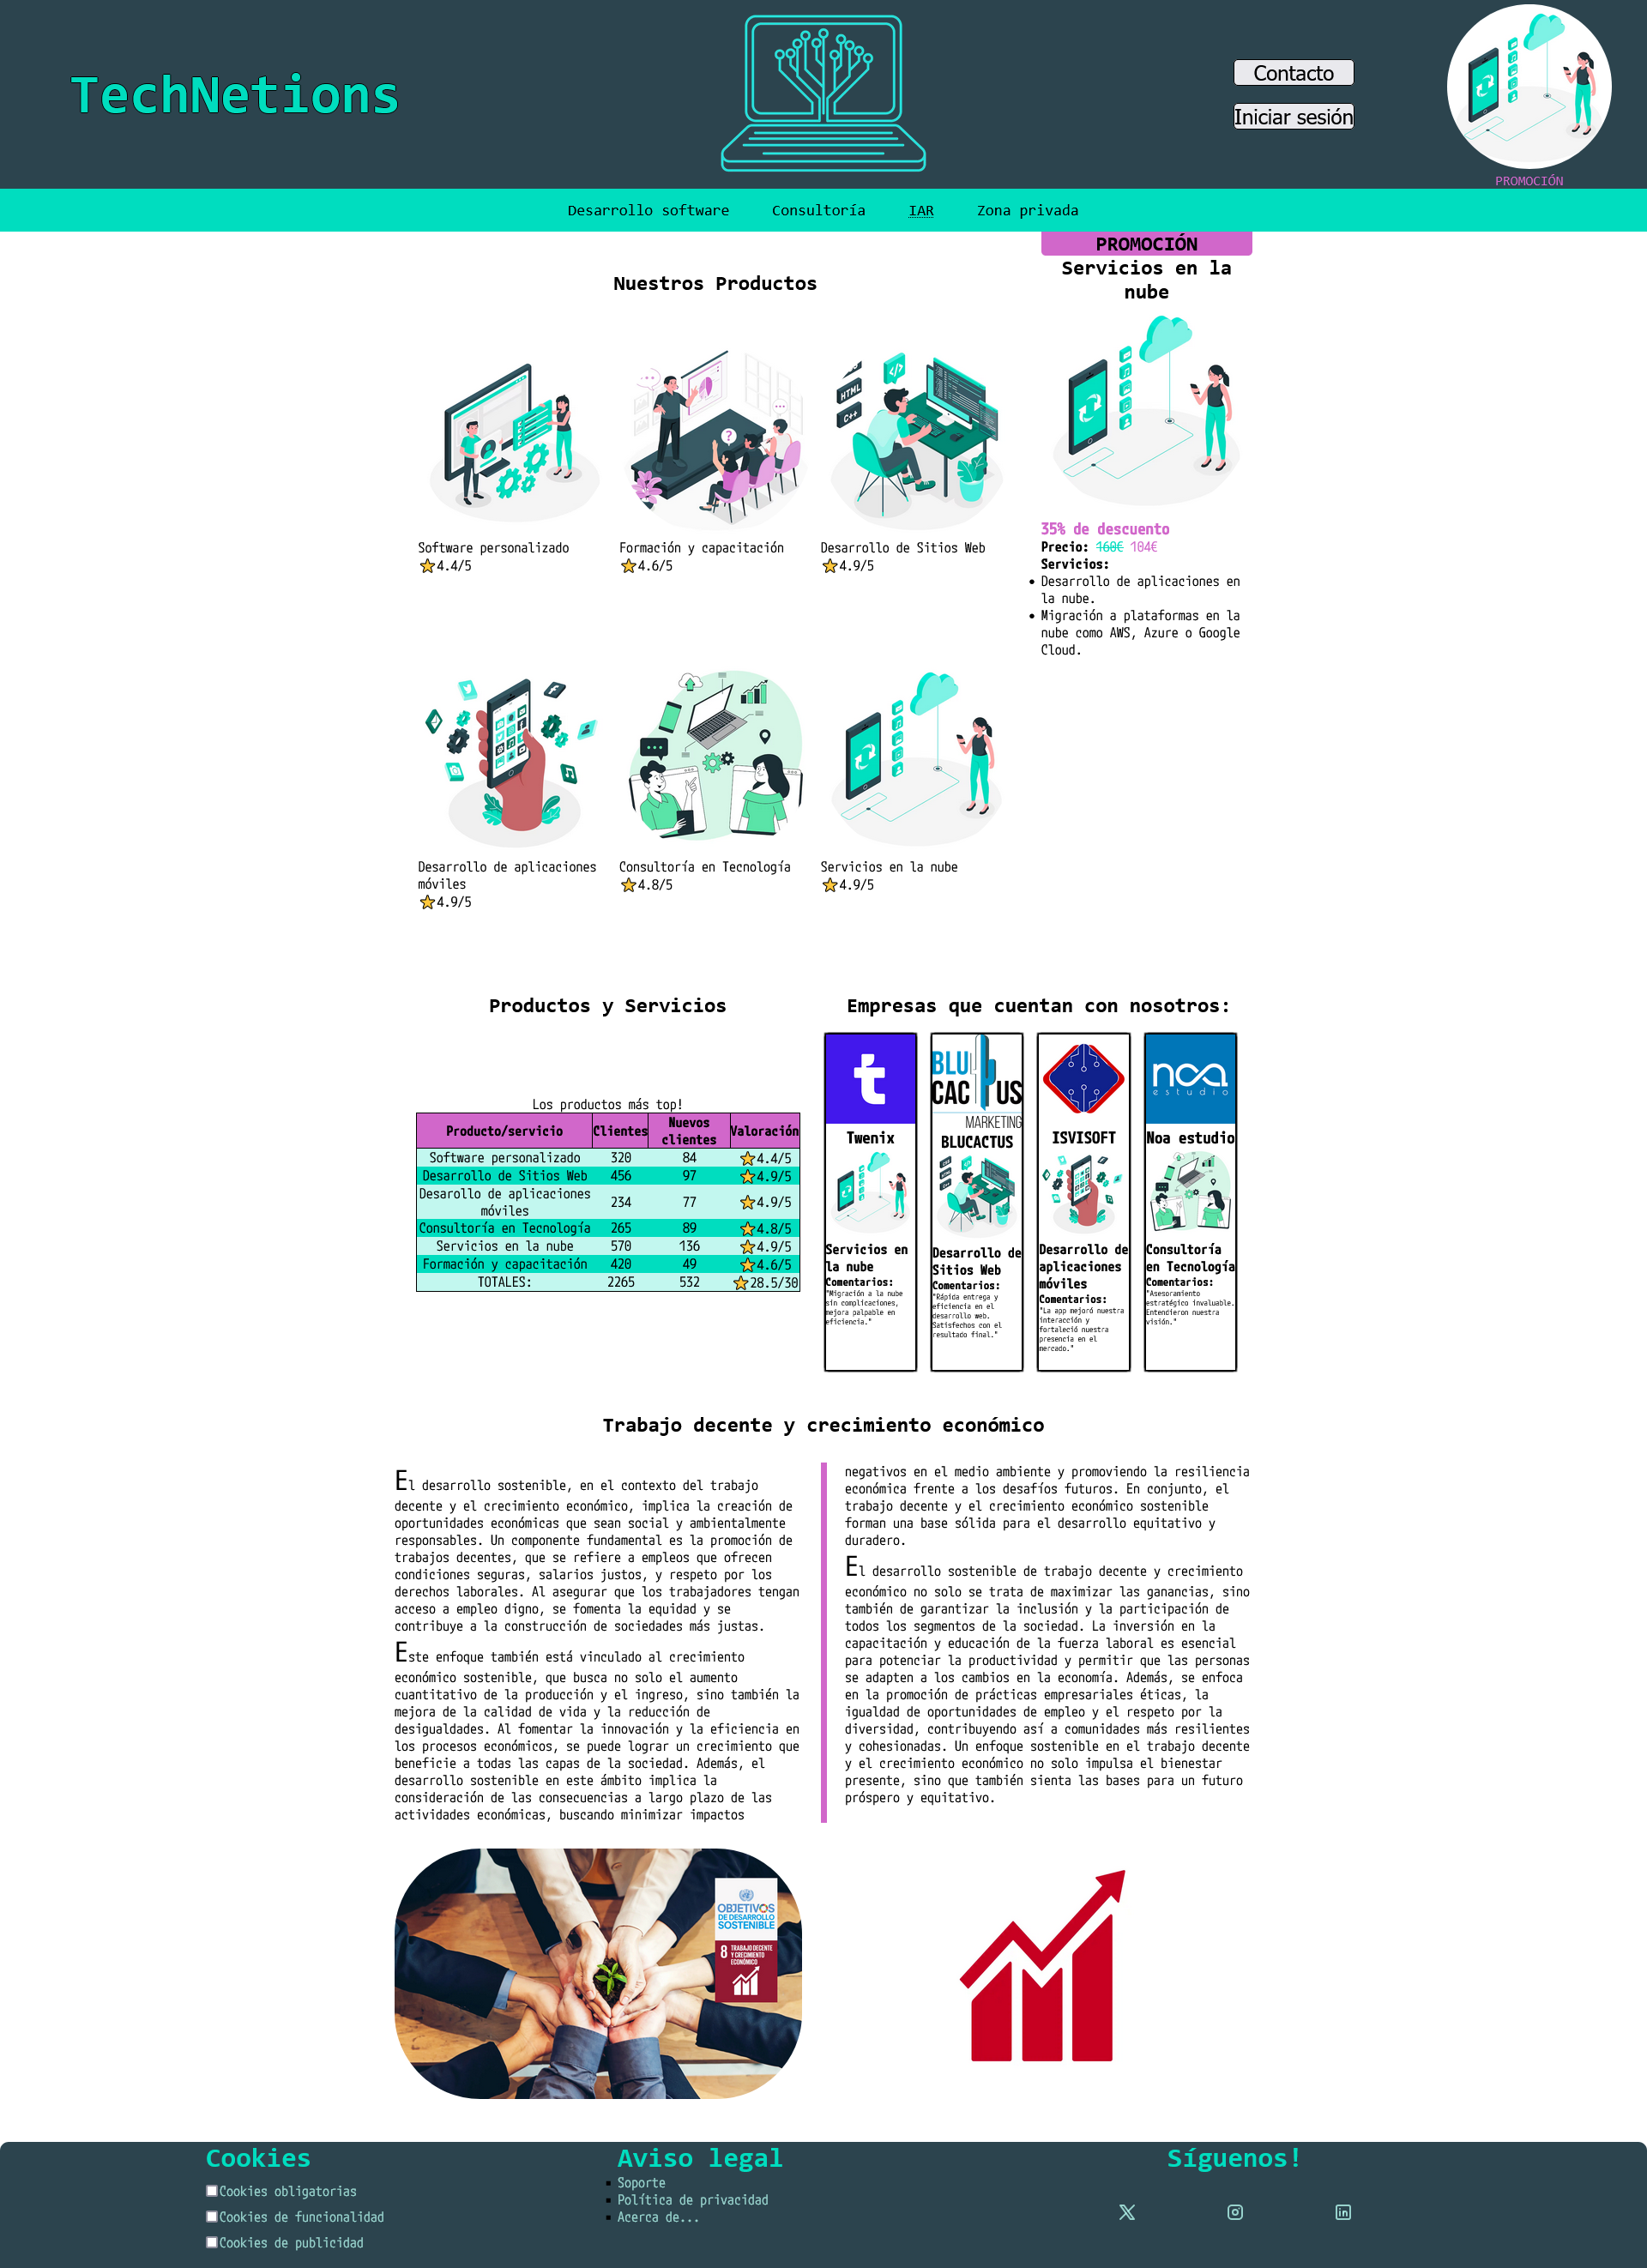 TechNetions
Contacto
Iniciar sesión
PROMOCIÓN
Desarrollo software Consultoría IAR Zona privada
Nuestros Productos
HTML
C++
?
Software personalizado
4.4/5
Formación y capacitación
4.6/5
Desarrollo de Sitios Web
4.9/5
Desarrollo de aplicaciones
móviles
4.9/5
Consultoría en Tecnología
4.8/5
Servicios en la nube
4.9/5
PROMOCIÓN
Servicios en la
nube
35% de descuento
Precio: 160€ 104€
Servicios:
Desarrollo de aplicaciones en
la nube.
Migración a plataformas en la
nube como AWS, Azure o Google
Cloud.
Productos y Servicios
Los productos más top!
Producto/servicio Clientes Nuevos clientes Valoración
Software personalizado 320 84 4.4/5
Desarrollo de Sitios Web 456 97 4.9/5
Desarollo de aplicaciones
móviles 234 77 4.9/5
Consultoría en Tecnología 265 89 4.8/5
Servicios en la nube 570 136 4.9/5
Formación y capacitación 420 49 4.6/5
TOTALES: 2265 532 28.5/30
Empresas que cuentan con nosotros:
t
Twenix
Servicios en
la nube
Comentarios:
"Migración a la nube
sin complicaciones,
mejora palpable en
eficiencia."
BLU
CACTUS
MARKETING
BLUCACTUS
Desarrollo de
Sitios Web
Comentarios:
"Rápida entrega y
eficiencia en el
desarrollo web.
Satisfechos con el
resultado final."
ISVISOFT
Desarrollo de
aplicaciones
móviles
Comentarios:
"La app mejoró nuestra
interacción y
fortaleció nuestra
presencia en el
mercado."
noa
estudio
Noa estudio
Consultoría
en Tecnología
Comentarios:
"Asesoramiento
estratégico invaluable.
Entendieron nuestra
visión."
Trabajo decente y crecimiento económico
El desarrollo sostenible, en el contexto del trabajo
decente y el crecimiento económico, implica la creación de
oportunidades económicas que sean social y ambientalmente
responsables. Un componente fundamental es la promoción de
trabajos decentes, que se refiere a empleos que ofrecen
condiciones seguras, salarios justos, y respeto por los
derechos laborales. Al asegurar que los trabajadores tengan
acceso a empleo digno, se fomenta la equidad y se
contribuye a la construcción de sociedades más justas.
Este enfoque también está vinculado al crecimiento
económico sostenible, que busca no solo el aumento
cuantitativo de la producción y el ingreso, sino también la
mejora de la calidad de vida y la reducción de
desigualdades. Al fomentar la innovación y la eficiencia en
los procesos económicos, se puede lograr un crecimiento que
beneficie a todas las capas de la sociedad. Además, el
desarrollo sostenible en este ámbito implica la
consideración de las consecuencias a largo plazo de las
actividades económicas, buscando minimizar impactos
negativos en el medio ambiente y promoviendo la resiliencia
económica frente a los desafíos futuros. En conjunto, el
trabajo decente y el crecimiento económico sostenible
forman una base sólida para el desarrollo equitativo y
duradero.
El desarrollo sostenible de trabajo decente y crecimiento
económico no solo se trata de maximizar las ganancias, sino
también de garantizar la inclusión y la participación de
todos los segmentos de la sociedad. La inversión en la
capacitación y educación de la fuerza laboral es esencial
para potenciar la productividad y permitir que las personas
se adapten a los cambios en la economía. Además, se enfoca
en la promoción de prácticas empresariales éticas, la
igualdad de oportunidades de empleo y el respeto por la
diversidad, contribuyendo así a comunidades más resilientes
y cohesionadas. Un enfoque sostenible en el trabajo decente
y el crecimiento económico no solo impulsa el bienestar
presente, sino que también sienta las bases para un futuro
próspero y equitativo.
OBJETIVOS
DE DESARROLLO
SOSTENIBLE
8 TRABAJO DECENTE
Y CRECIMIENTO
ECONÓMICO
Cookies
Cookies obligatorias
Cookies de funcionalidad
Cookies de publicidad
Aviso legal
Soporte
Política de privacidad
Acerca de...
Síguenos!